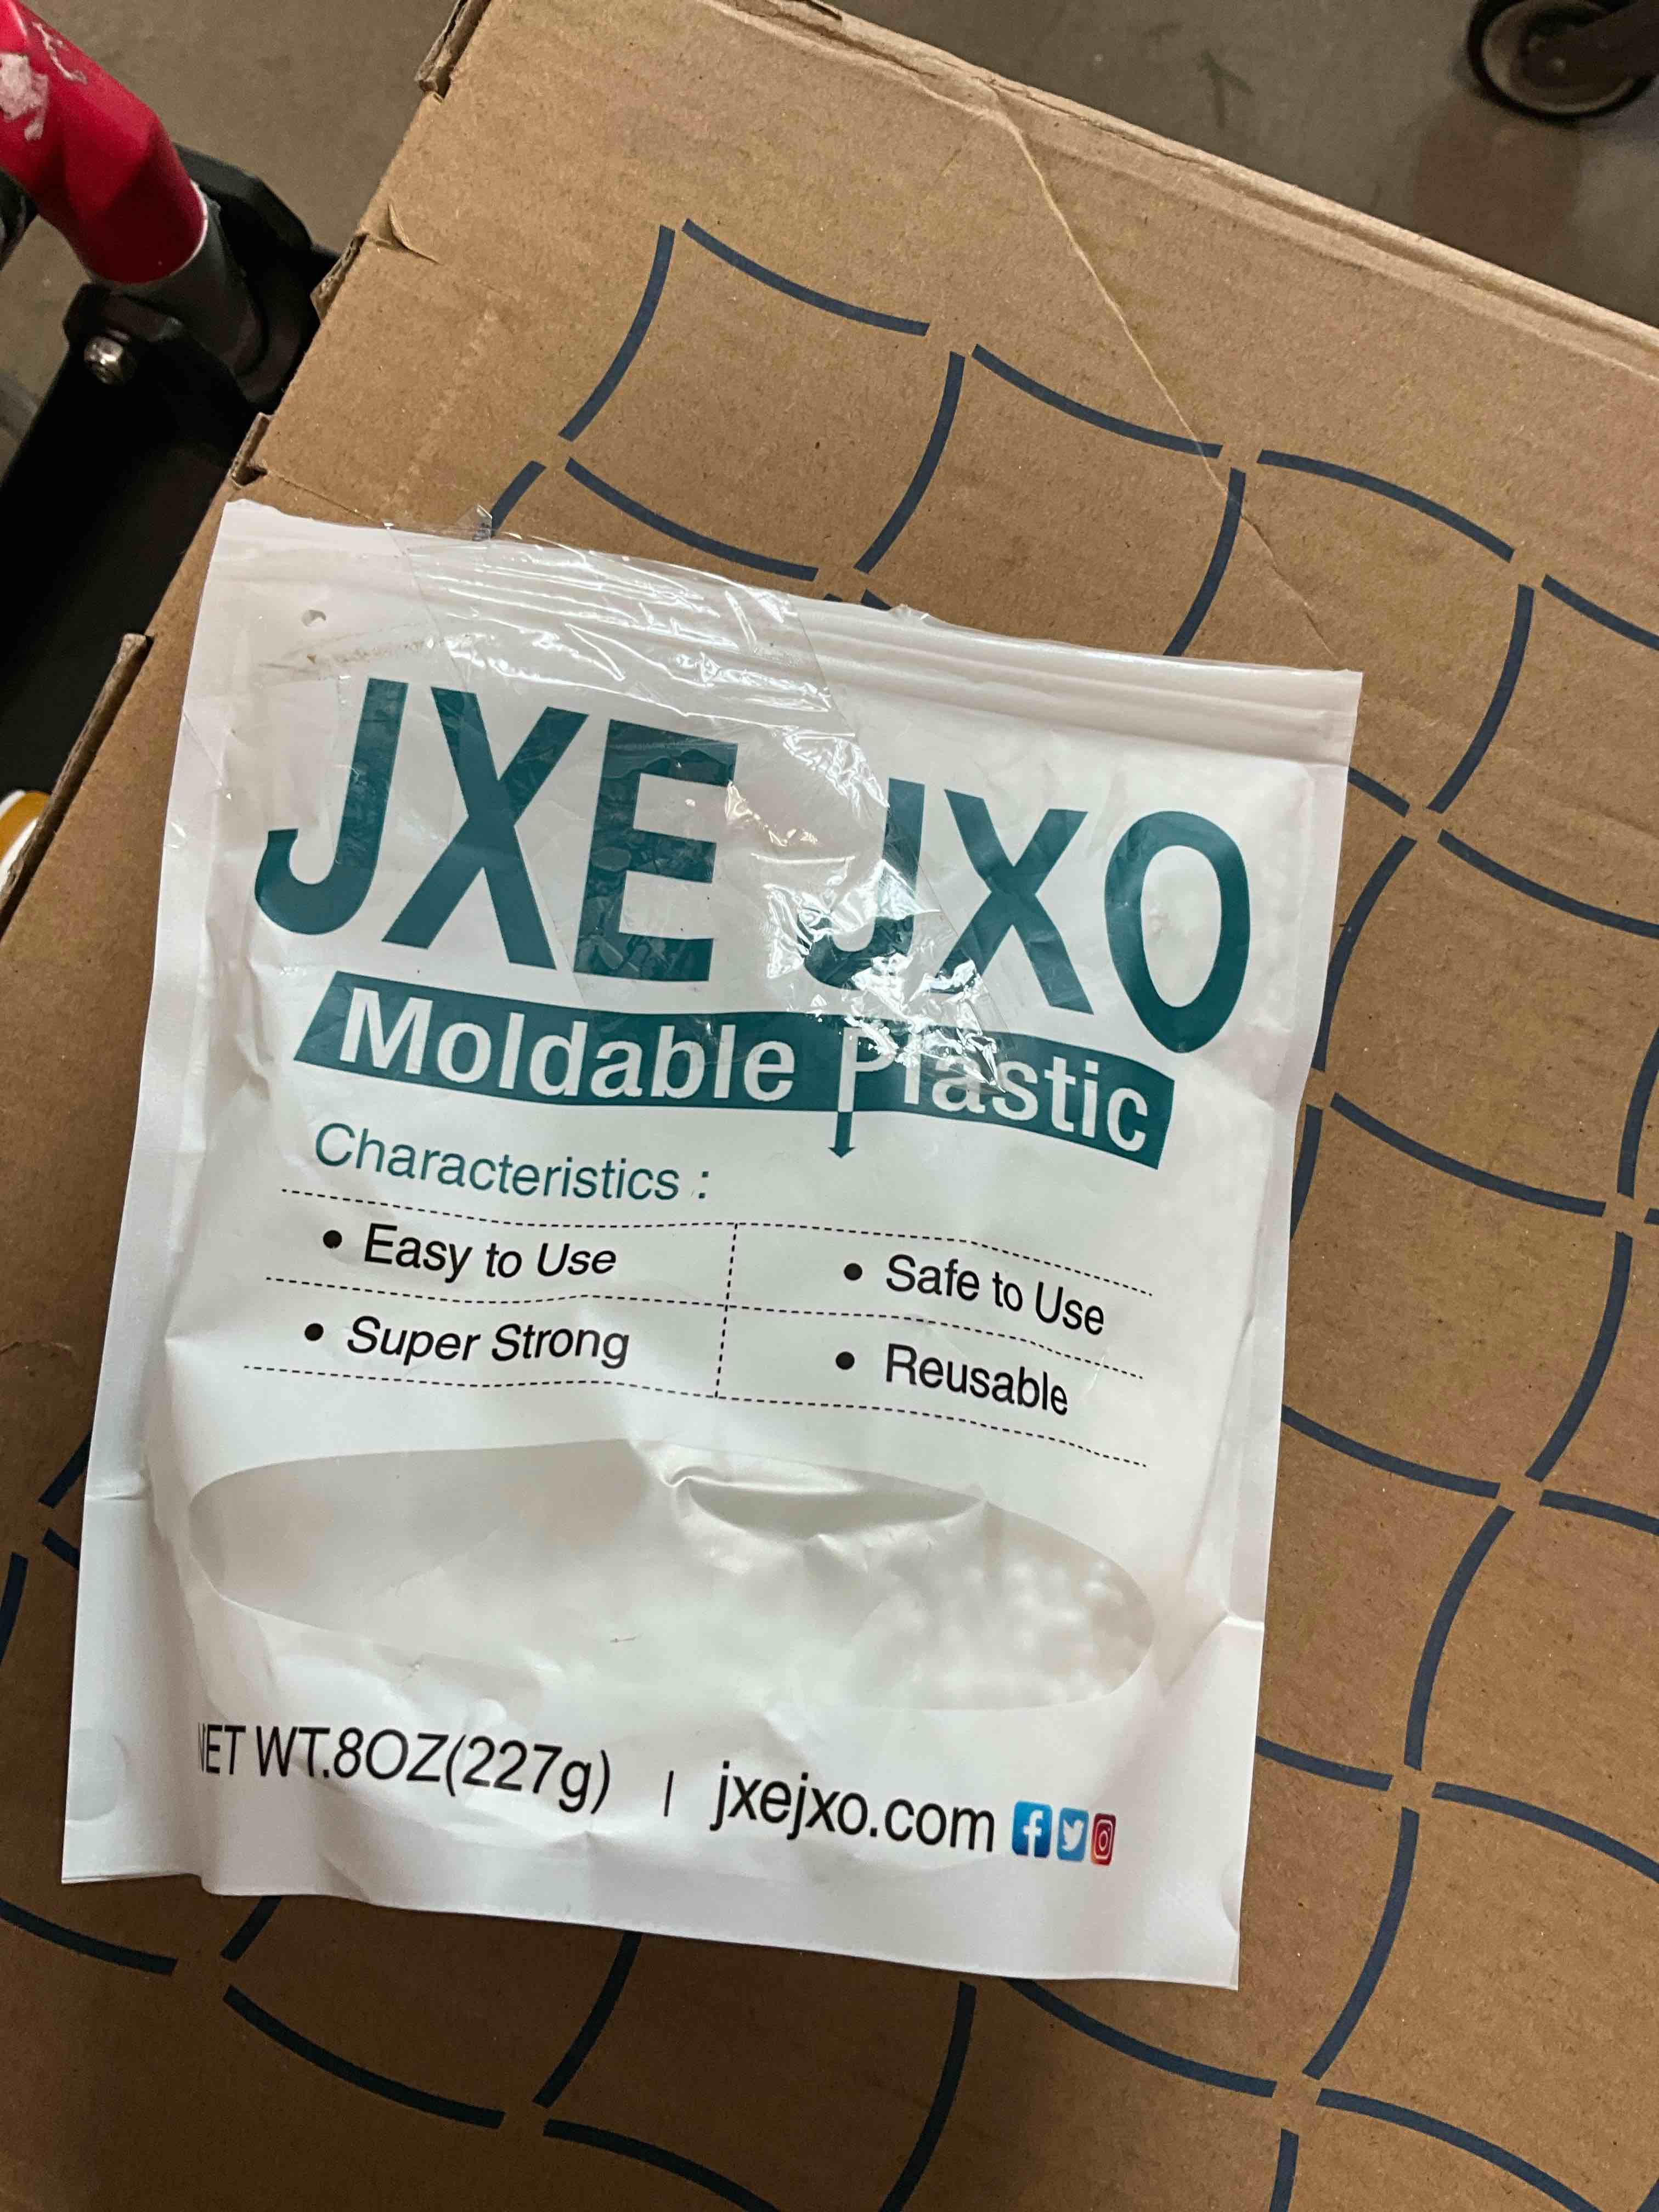 JXE JXO
Moldable Plastic
Characteristics :
• Easy to Use
• Safe to Use
• Super Strong
• Reusable
NET WT.8OZ(227g) | jxejxo.com